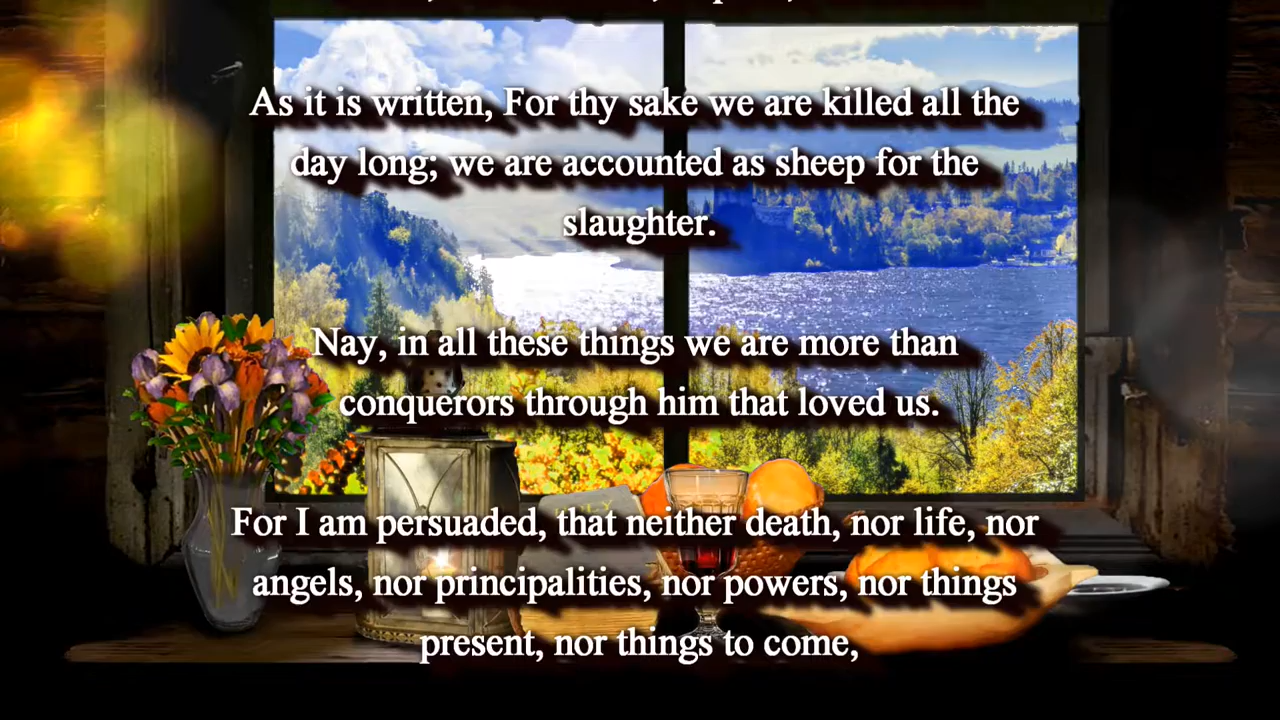 As it is written, For thy sake we are killed all the
day long; we are accounted as sheep for the
slaughter.
Nay, in all these things we are more than
conquerors through him that loved us.
For I am persuaded, that neither death, nor life, nor
angels, nor principalities, nor powers, nor things
present, nor things to come,